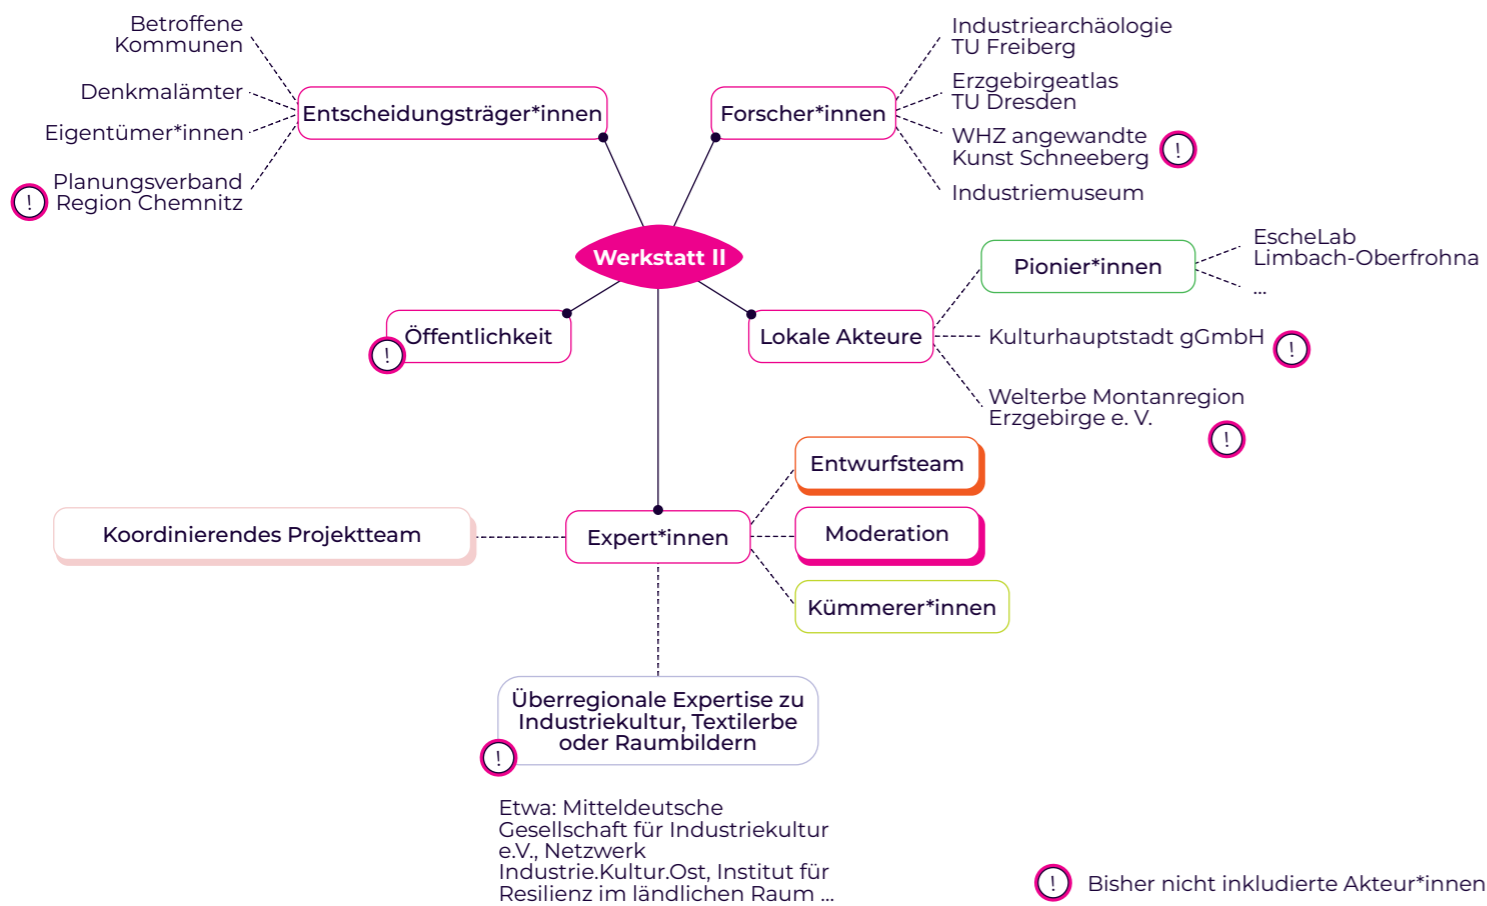 Betroffene
Kommunen
Denkmalämter
Eigentümer*innen
Planungsverband
! Region Chemnitz
Entscheidungsträger*innen
Forscher*innen
Industriearchäologie
TU Freiberg
Erzgebirgeatlas
TU Dresden
WHZ angewandte
Kunst Schneeberg !
Industriemuseum
Werkstatt II
Öffentlichkeit
!
Lokale Akteure
Pionier*innen
EscheLab
Limbach-Oberfrohna
...
Kulturhauptstadt gGmbH !
Welterbe Montanregion
Erzgebirge e. V.
!
Entwurfsteam
Koordinierendes Projektteam
Expert*innen
Moderation
Kümmerer*innen
Überregionale Expertise zu
Industriekultur, Textilerbe
oder Raumbildern
!
Etwa: Mitteldeutsche
Gesellschaft für Industriekultur
e.V., Netzwerk
Industrie.Kultur.Ost, Institut für
Resilienz im ländlichen Raum ...
! Bisher nicht inkludierte Akteur*innen